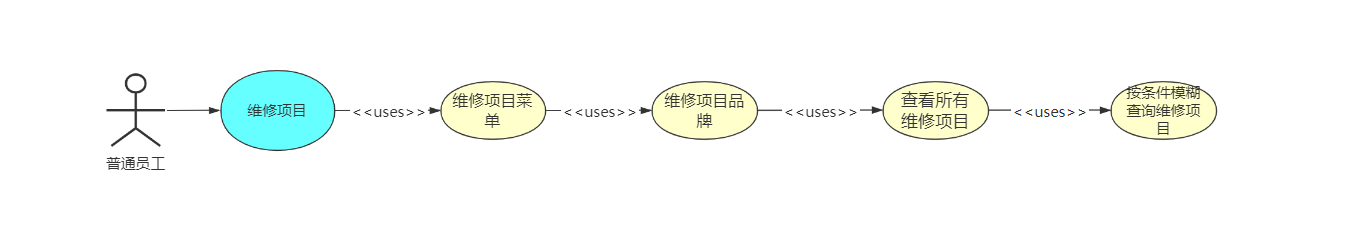 普通员工
维修项目
<<uses>>
维修项目菜
单
<<uses>>
维修项目品
牌
<<uses>>
查看所有
维修项目
<<uses>>
按条件模糊
查询维修项
目